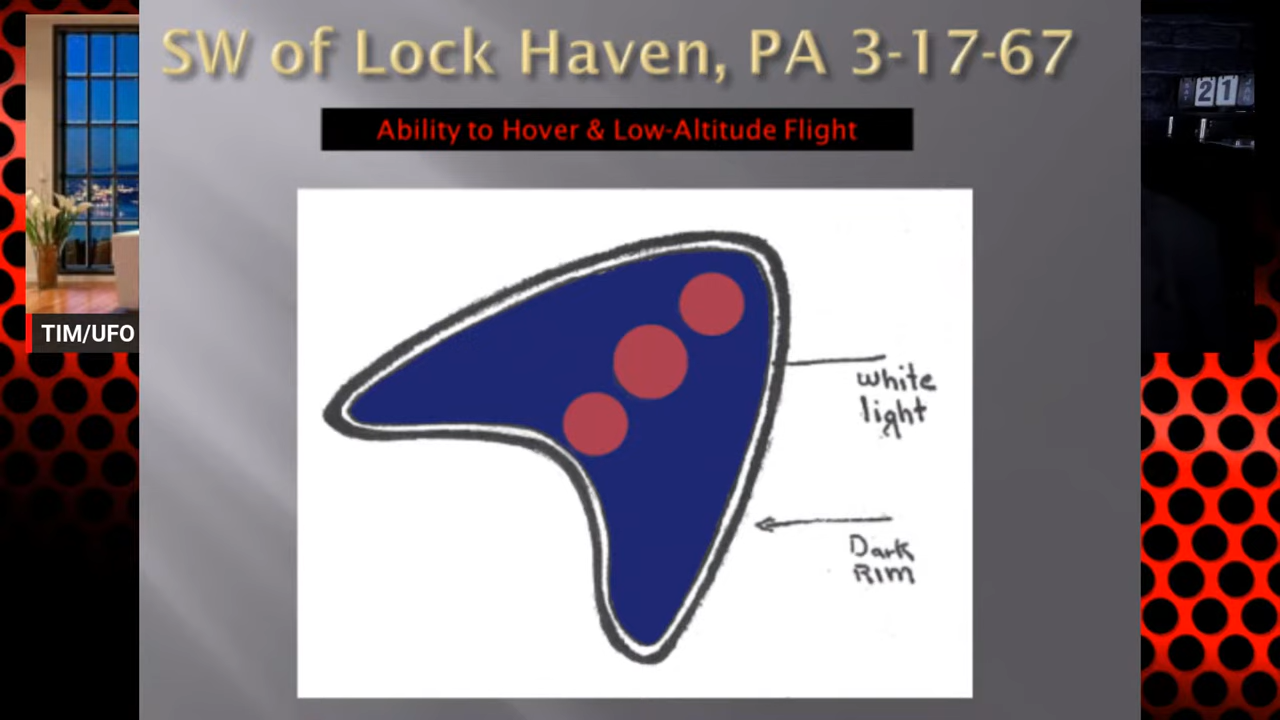 SW of Lock Haven, PA 3-17-67
Ability to Hover & Low-Altitude Flight
21
TIM/UFO
White
light
Dark
Rim